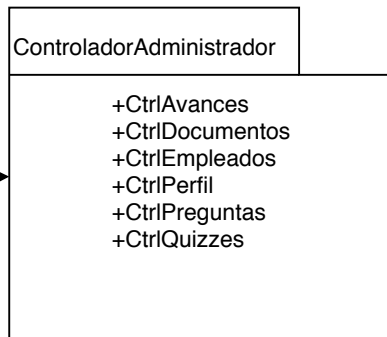 ControladorAdministrador
+CtrlAvances
+CtrlDocumentos
+CtrlEmpleados
+CtrlPerfil
+CtrlPreguntas
+CtrlQuizzes